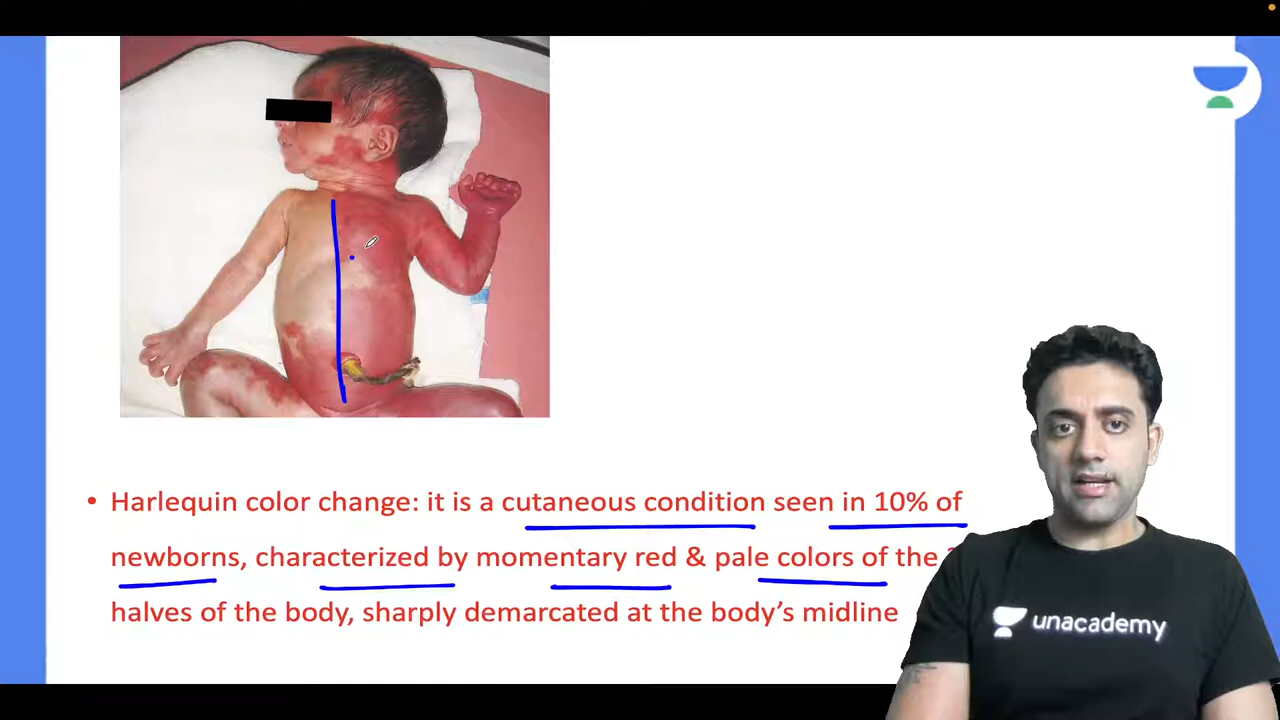 • Harlequin color change: it is a cutaneous condition seen in 10% of
newborns, characterized by momentary red & pale colors of the
halves of the body, sharply demarcated at the body's midline
unacademy